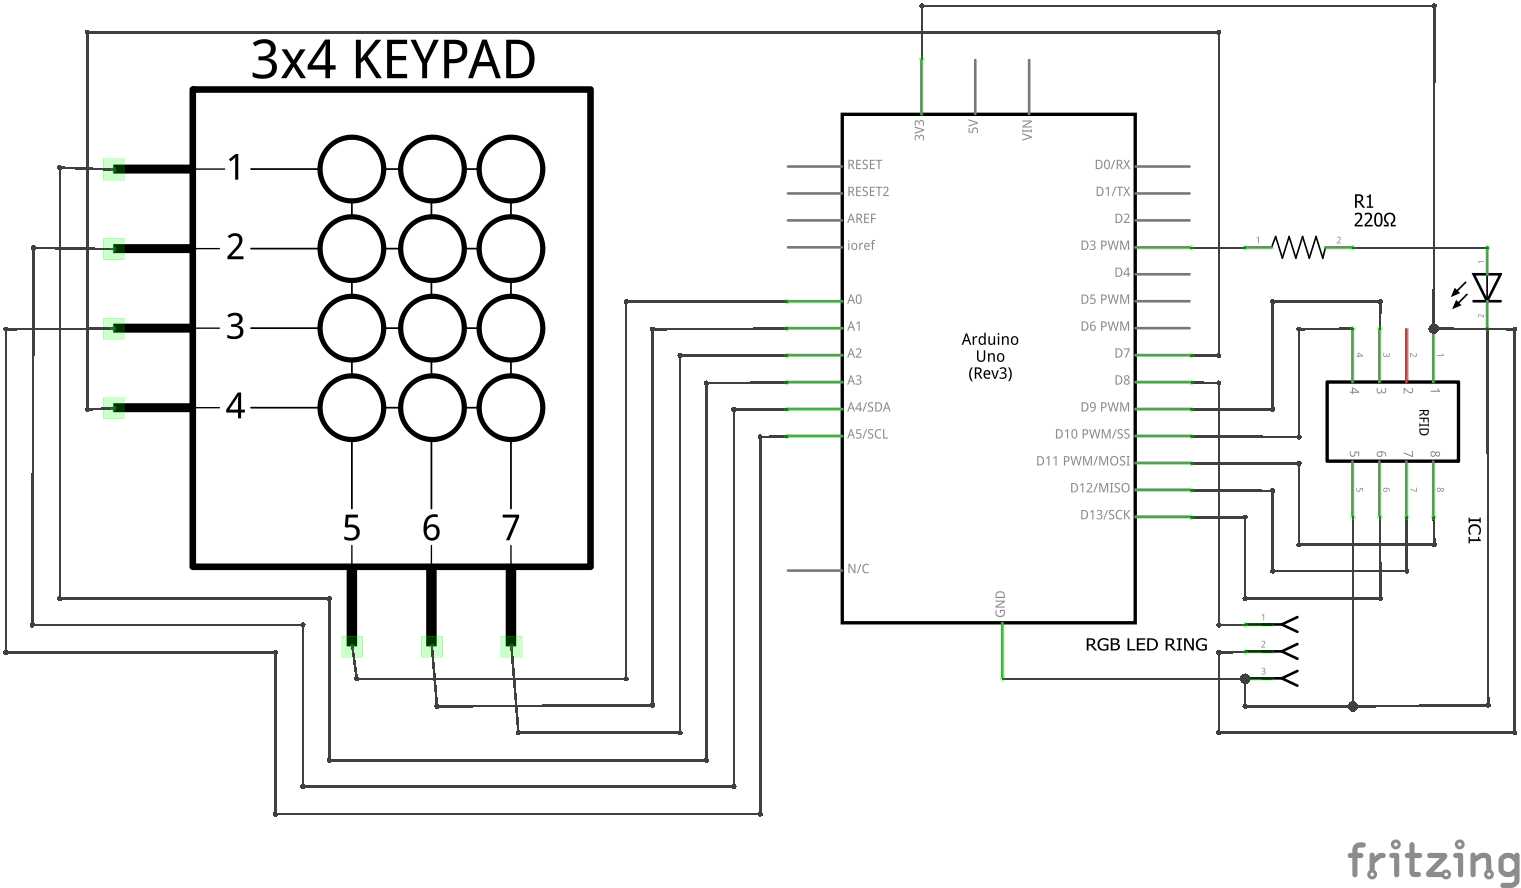 3x4 KEYPAD
1
2
3
4
5
6
7
3V3
5V
VIN
RESET
RESET2
AREF
ioref
A0
A1
A2
A3
A4/SDA
A5/SCL
N/C
Arduino
Uno
(Rev3)
D0/RX
D1/TX
D2
D3 PWM
D4
D5 PWM
D6 PWM
D7
D8
D9 PWM
D10 PWM/SS
D11 PWM/MOSI
D12/MISO
D13/SCK
GND
R1
220Ω
1
2
1
2
4
3
2
1
4
3
2
1
RFID
5
6
7
8
5
6
7
8
IC1
RGB LED RING
1
2
3
fritzing